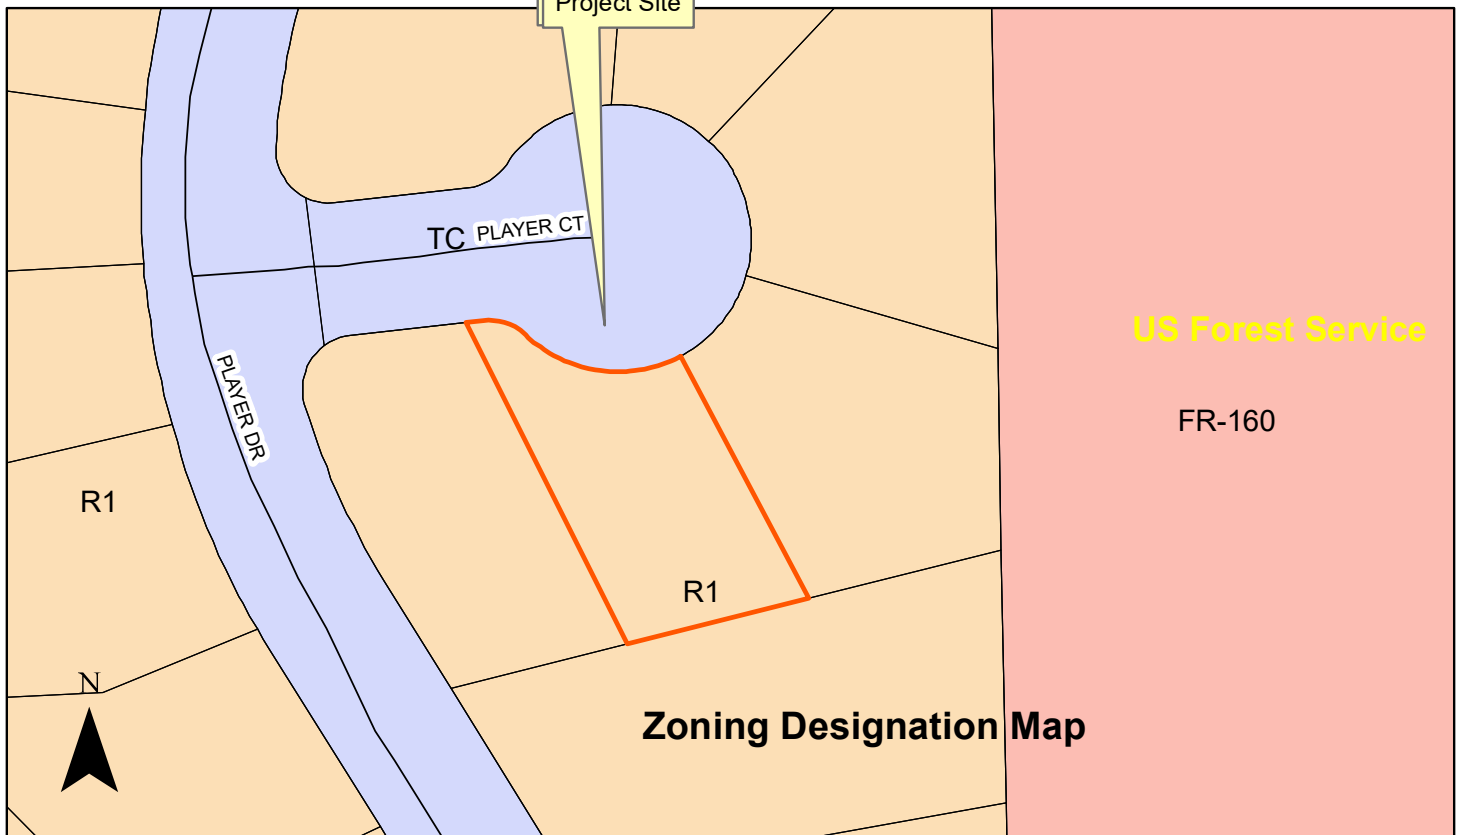 Project Site
TC PLAYER CT
US Forest Service
PLAYER DR
FR-160
R1
R1
N
Zoning Designation Map